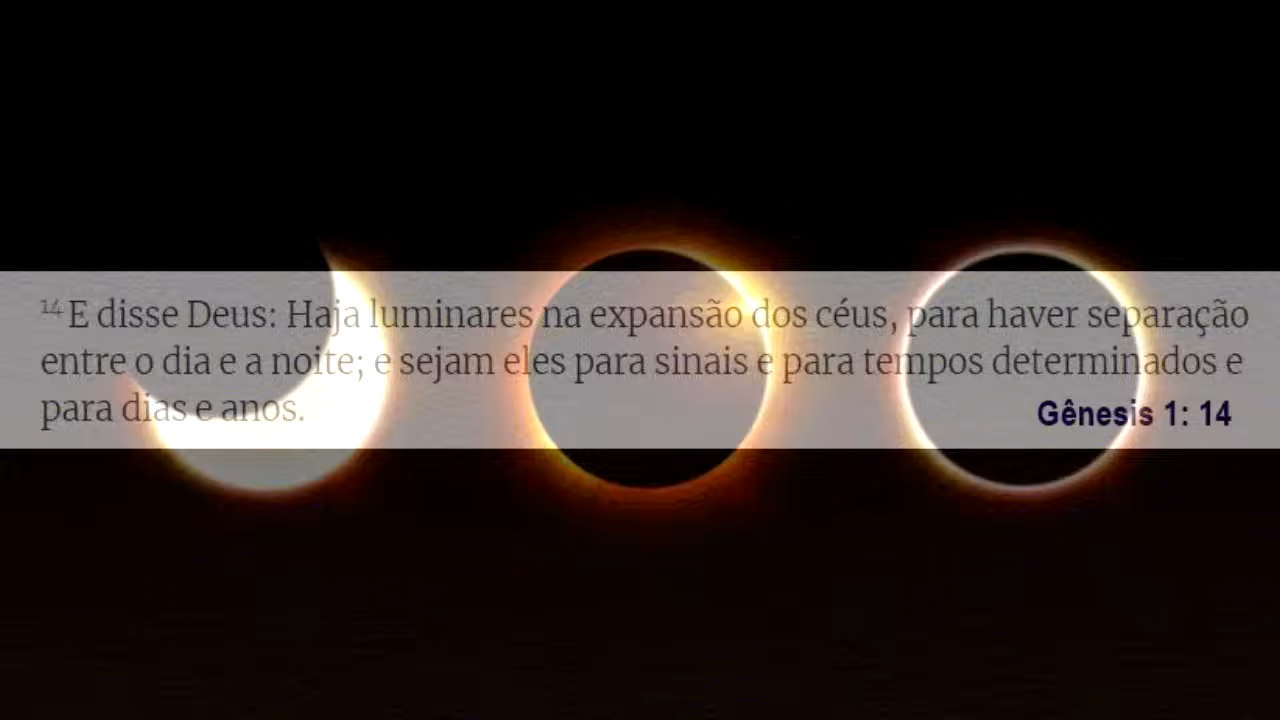 14 E disse Deus: Haja luminares na expansão dos céus, para haver separação
entre o dia e a noite; e sejam eles para sinais e para tempos determinados e
para dias e anos.
Gênesis 1: 14